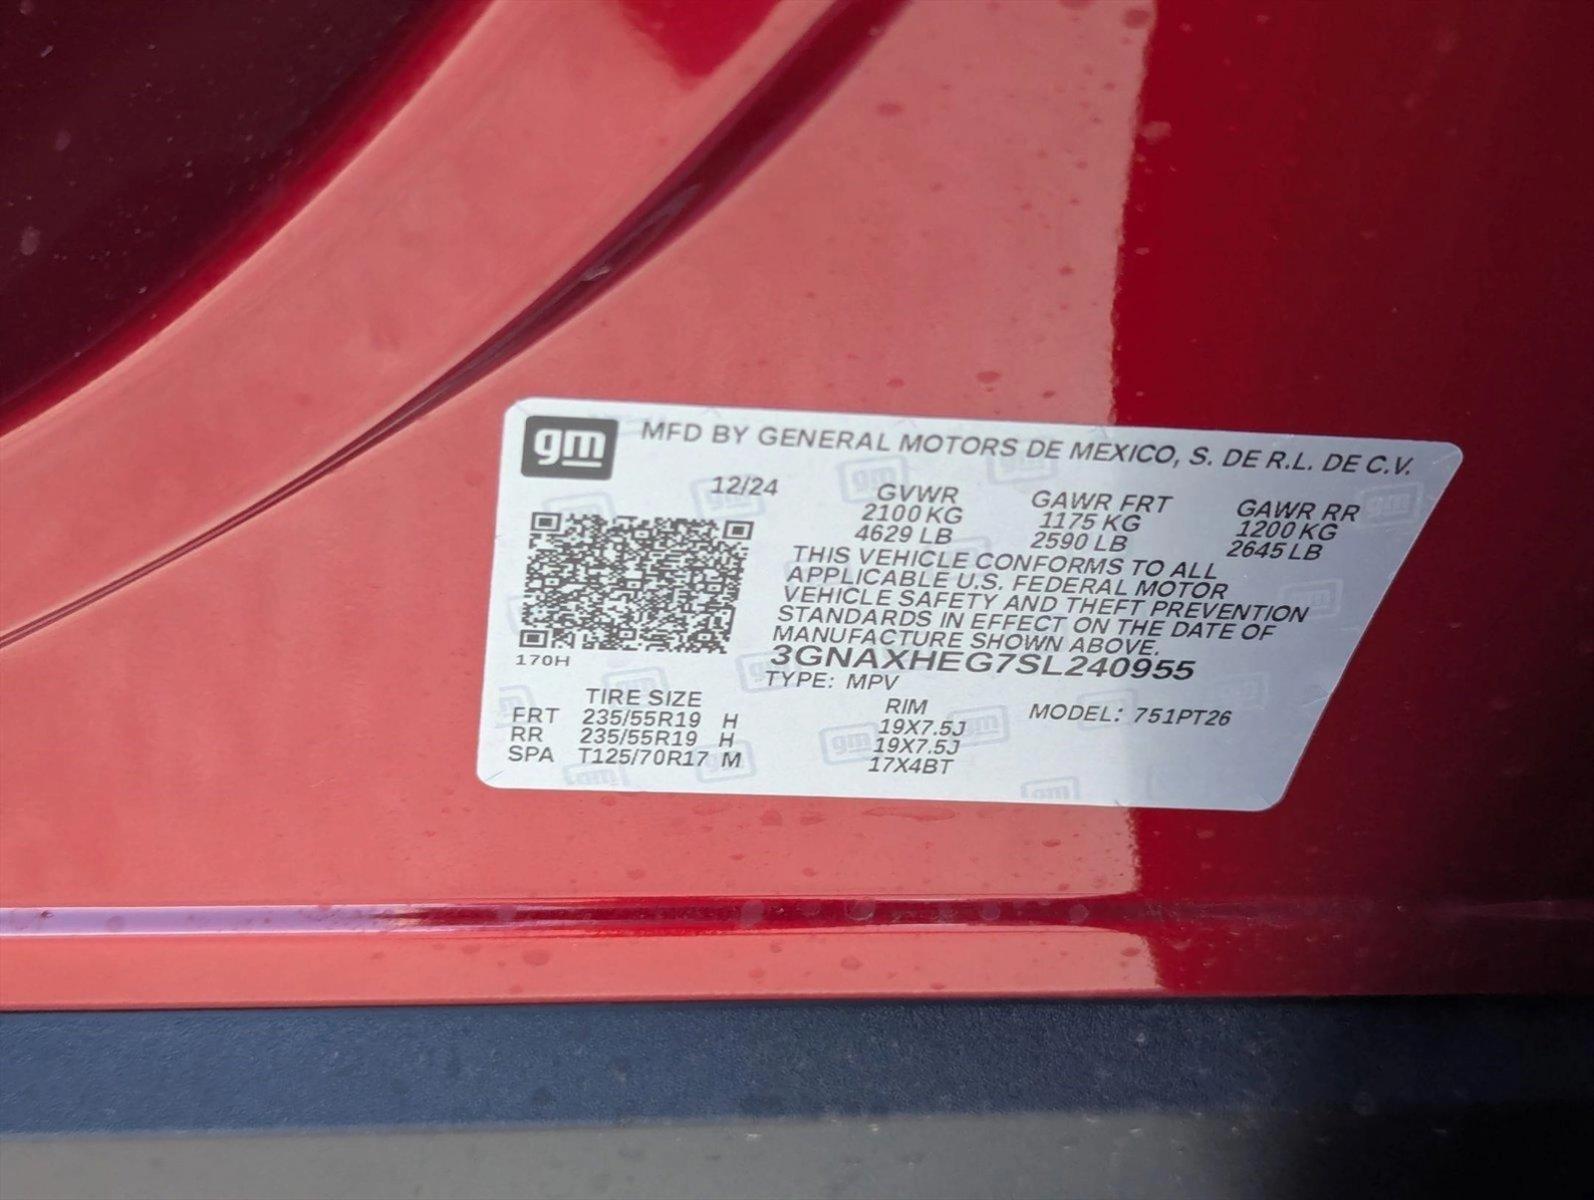 gm MFD BY GENERAL MOTORS DE MEXICO, S. DE R.L. DE C.V.
12/24 GVWR GAWR FRT GAWR RR
2100 KG 1175 KG 1200 KG
4629 LB 2590 LB 2645 LB
THIS VEHICLE CONFORMS TO ALL
APPLICABLE U.S. FEDERAL MOTOR
VEHICLE SAFETY AND THEFT PREVENTION
STANDARDS IN EFFECT ON THE DATE OF
MANUFACTURE SHOWN ABOVE.
170H 3GNAXHEG7SL240955
TYPE: MPV
TIRE SIZE RIM MODEL: 751PT26
FRT 235/55R19 H 19X7.5J
RR 235/55R19 H 19X7.5J
SPA T125/70R17 M 17X4BT